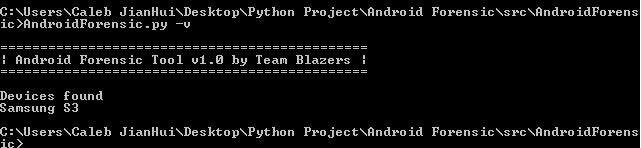 C:\Users\Caleb JianHui\Desktop\Python Project\Android Forensic\src\AndroidForens
ic>AndroidForensic.py -v
==============================================
¦ Android Forensic Tool v1.0 by Team Blazers ¦
==============================================
Devices found
Samsung S3
C:\Users\Caleb JianHui\Desktop\Python Project\Android Forensic\src\AndroidForens
ic>